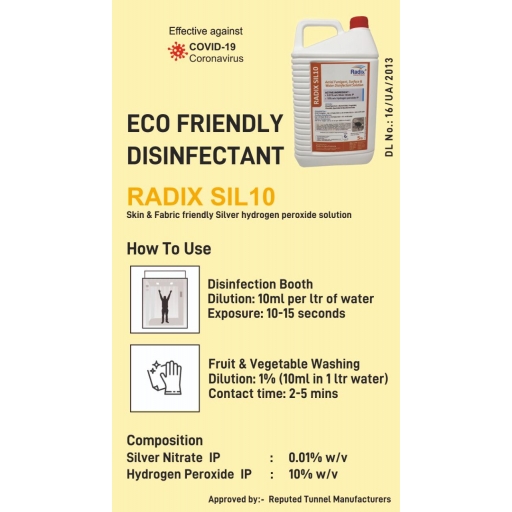 Effective against
COVID-19
Coronavirus
Radix
RADIX SIL10
DL No.: 16/UA/2013
ECO FRIENDLY
DISINFECTANT
RADIX SIL10
Skin & Fabric friendly Silver hydrogen peroxide solution
How To Use
Disinfection Booth
Dilution: 10ml per ltr of water
Exposure: 10-15 seconds
Fruit & Vegetable Washing
Dilution: 1% (10ml in 1 ltr water)
Contact time: 2-5 mins
Composition
Silver Nitrate IP : 0.01% w/v
Hydrogen Peroxide IP : 10% w/v
Approved by:- Reputed Tunnel Manufacturers